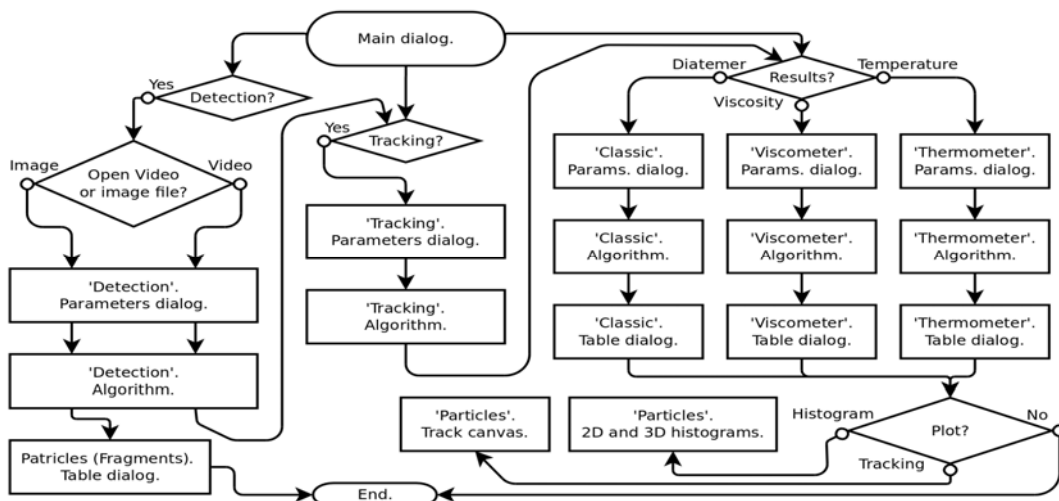 Main dialog.
Yes
Detection?
Image
Open Video
or image file?
Video
'Detection'.
Parameters dialog.
'Detection'.
Algorithm.
Patricles (Fragments).
Table dialog.
Yes
Tracking?
'Tracking'.
Parameters dialog.
'Tracking'.
Algorithm.
Diatemer
Results?
Temperature
Viscosity
'Classic'.
Params. dialog.
'Viscometer'.
Params. dialog.
'Thermometer'.
Params. dialog.
'Classic'.
Algorithm.
'Viscometer'.
Algorithm.
'Thermometer'.
Algorithm.
'Classic'.
Table dialog.
'Viscometer'.
Table dialog.
'Thermometer'.
Table dialog.
Histogram
Plot?
No
Tracking
'Particles'.
Track canvas.
'Particles'.
2D and 3D histograms.
End.